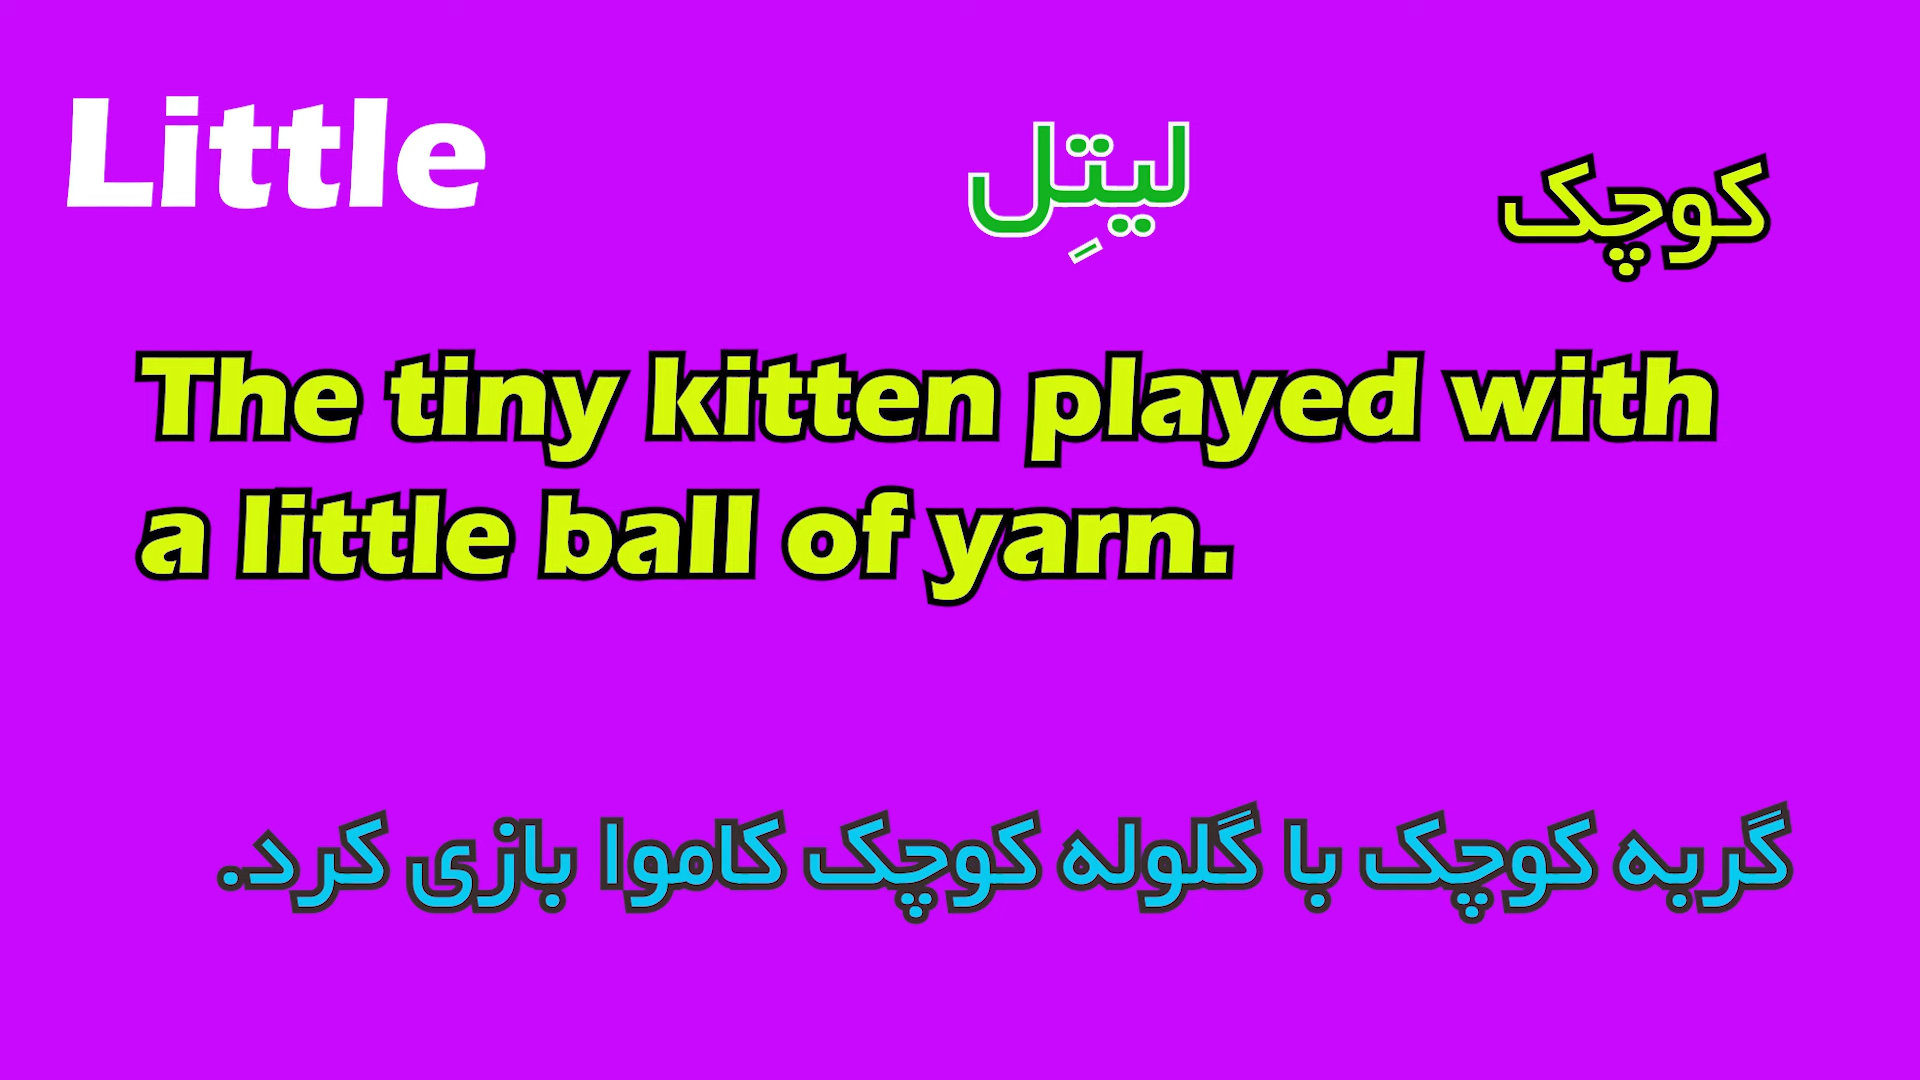 Little
لیتِل
کوچک
The tiny kitten played with
a little ball of yarn.
گربه کوچک با گلوله کوچک کاموا بازی کرد.